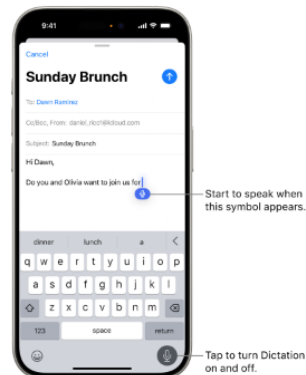 9:41
Cancel
Sunday Brunch
To: Dawn Ramirez
Cc/Bcc, From: daniel_rico1@icloud.com
Subject: Sunday Brunch
Hi Dawn,
Do you and Olivia want to join us for
Start to speak when
this symbol appears.
dinner lunch a
q w e r t y u i o p
a s d f g h j k l
z x c v b n m
123 space return
Tap to turn Dictation
on and off.